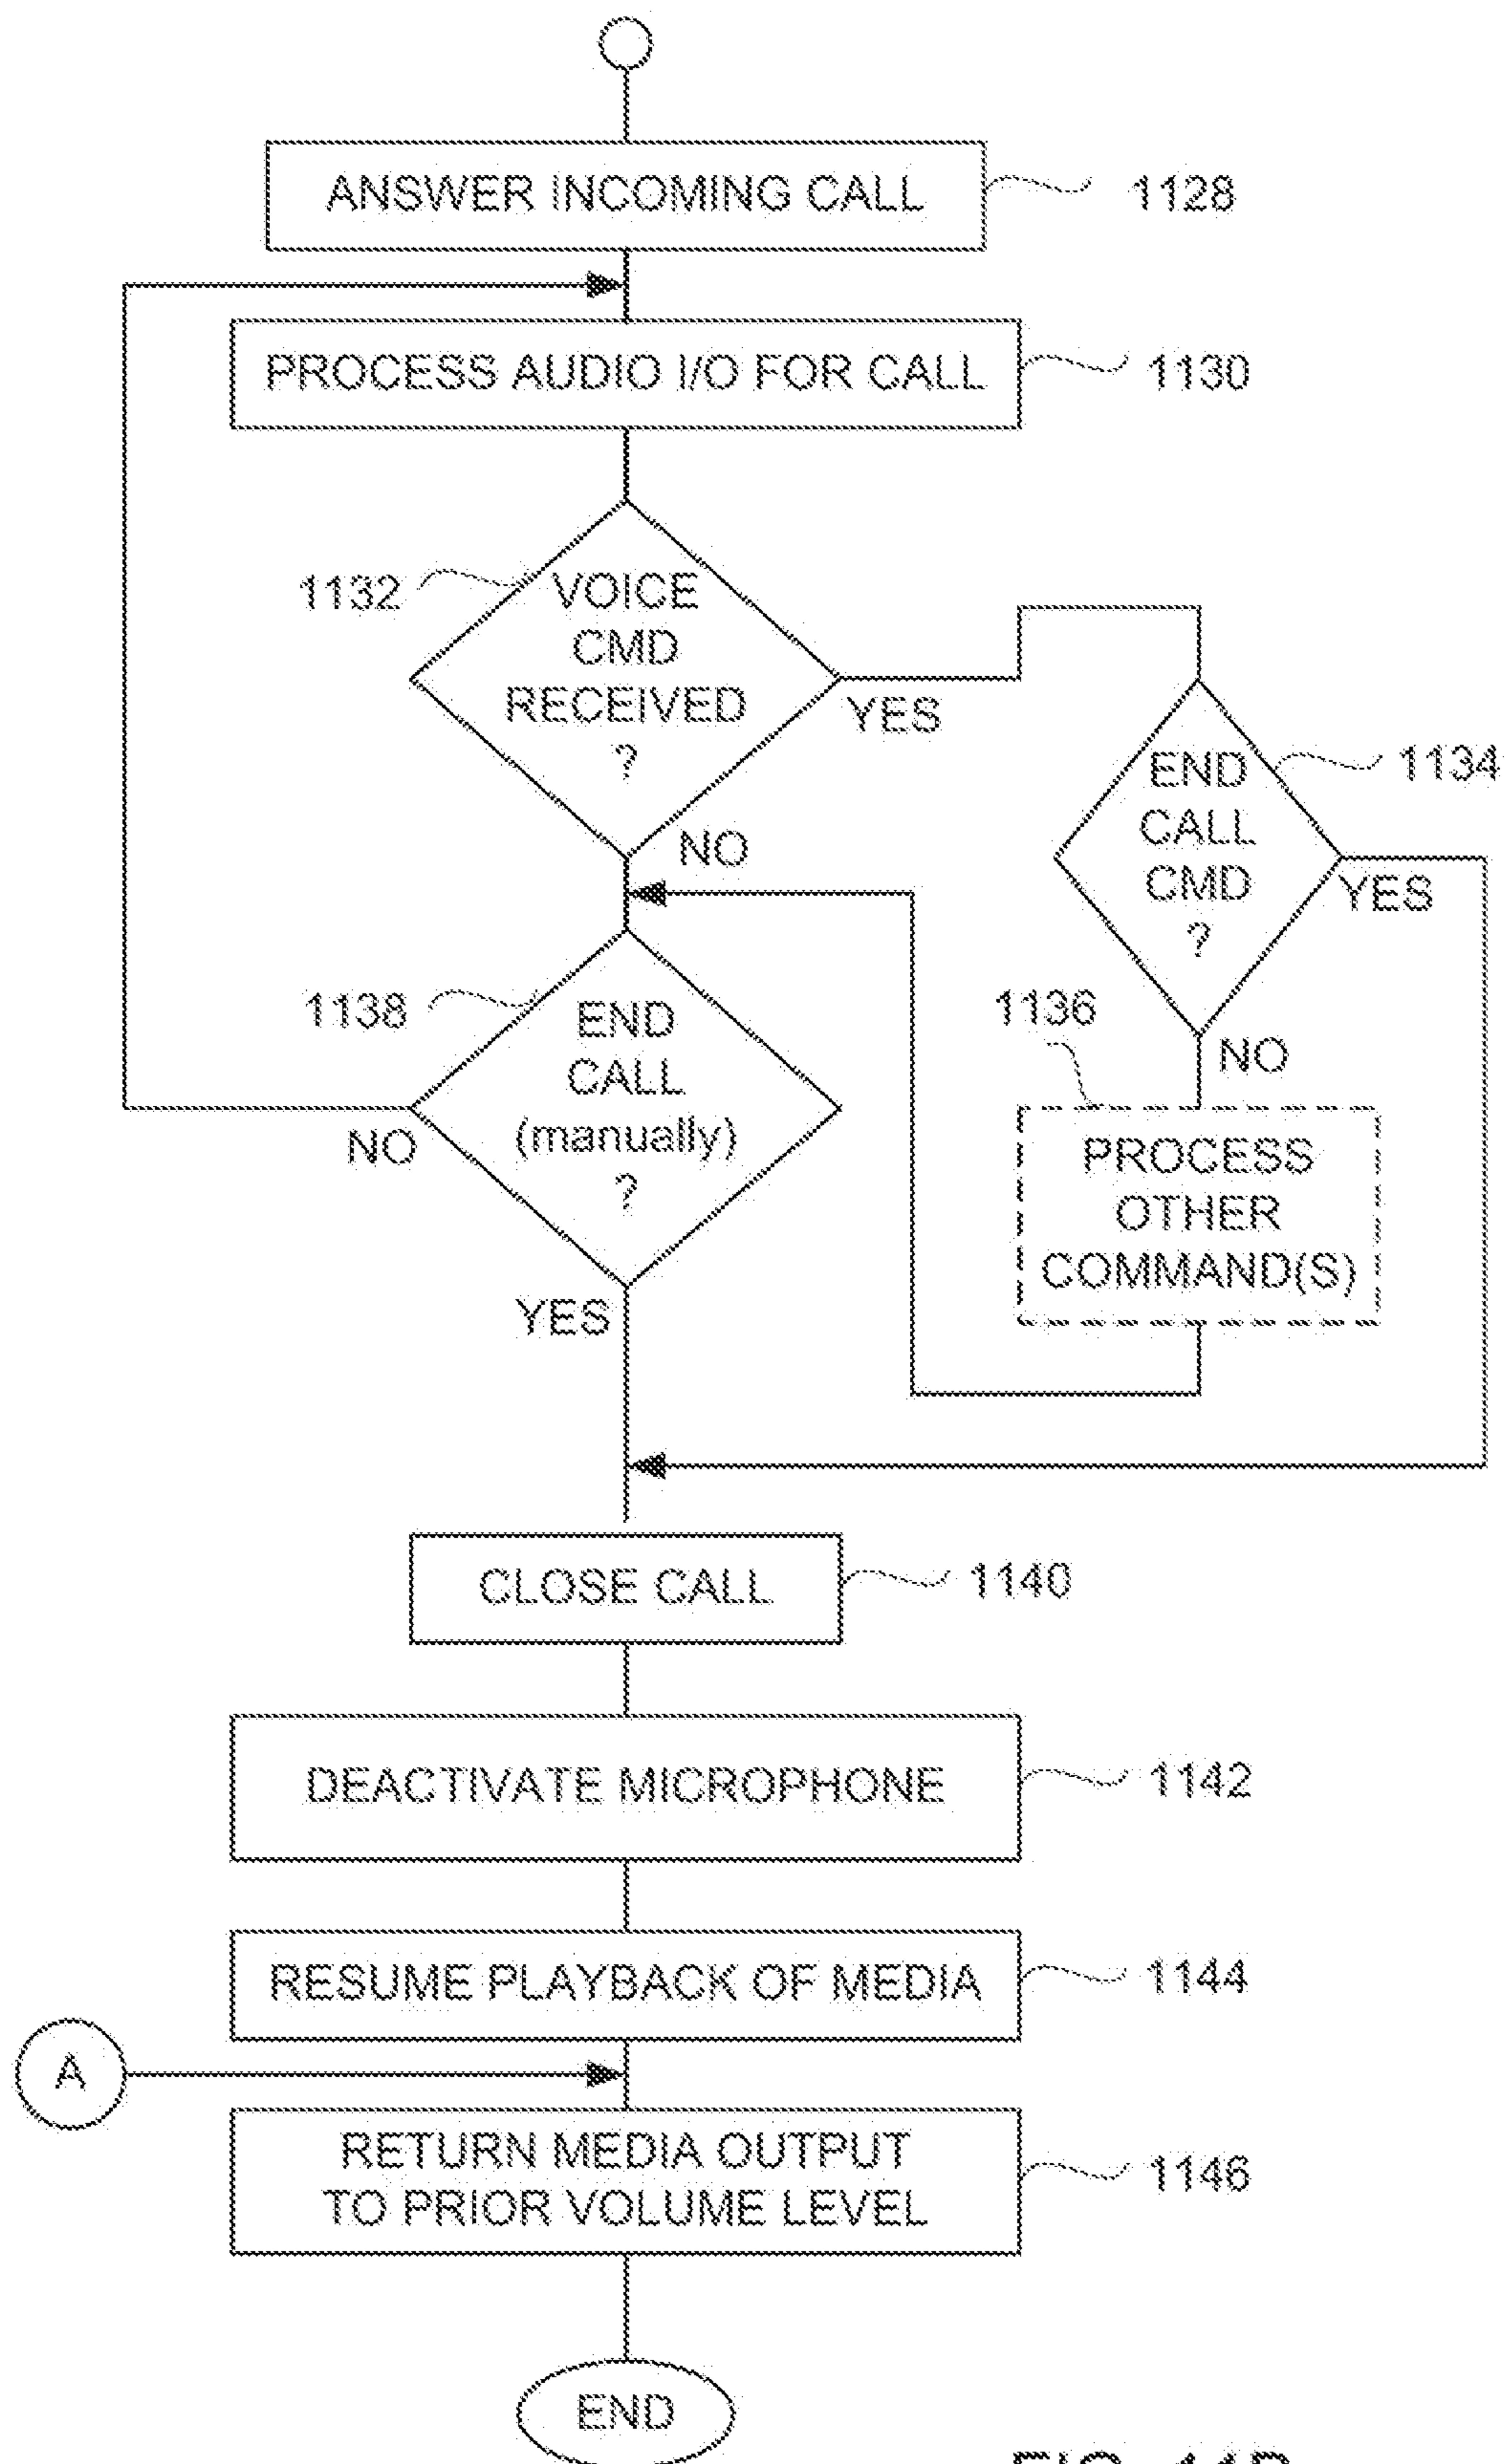 ANSWER INCOMING CALL
1128
PROCESS AUDIO I/O FOR CALL
1130
1132
VOICE
CMD
RECEIVED
?
YES
NO
END
CALL
CMD
?
1134
YES
NO
1136
PROCESS
OTHER
COMMAND(S)
1138
END
CALL
(manually)
?
NO
YES
CLOSE CALL
1140
DEACTIVATE MICROPHONE
1142
RESUME PLAYBACK OF MEDIA
1144
A
RETURN MEDIA OUTPUT
TO PRIOR VOLUME LEVEL
1146
END